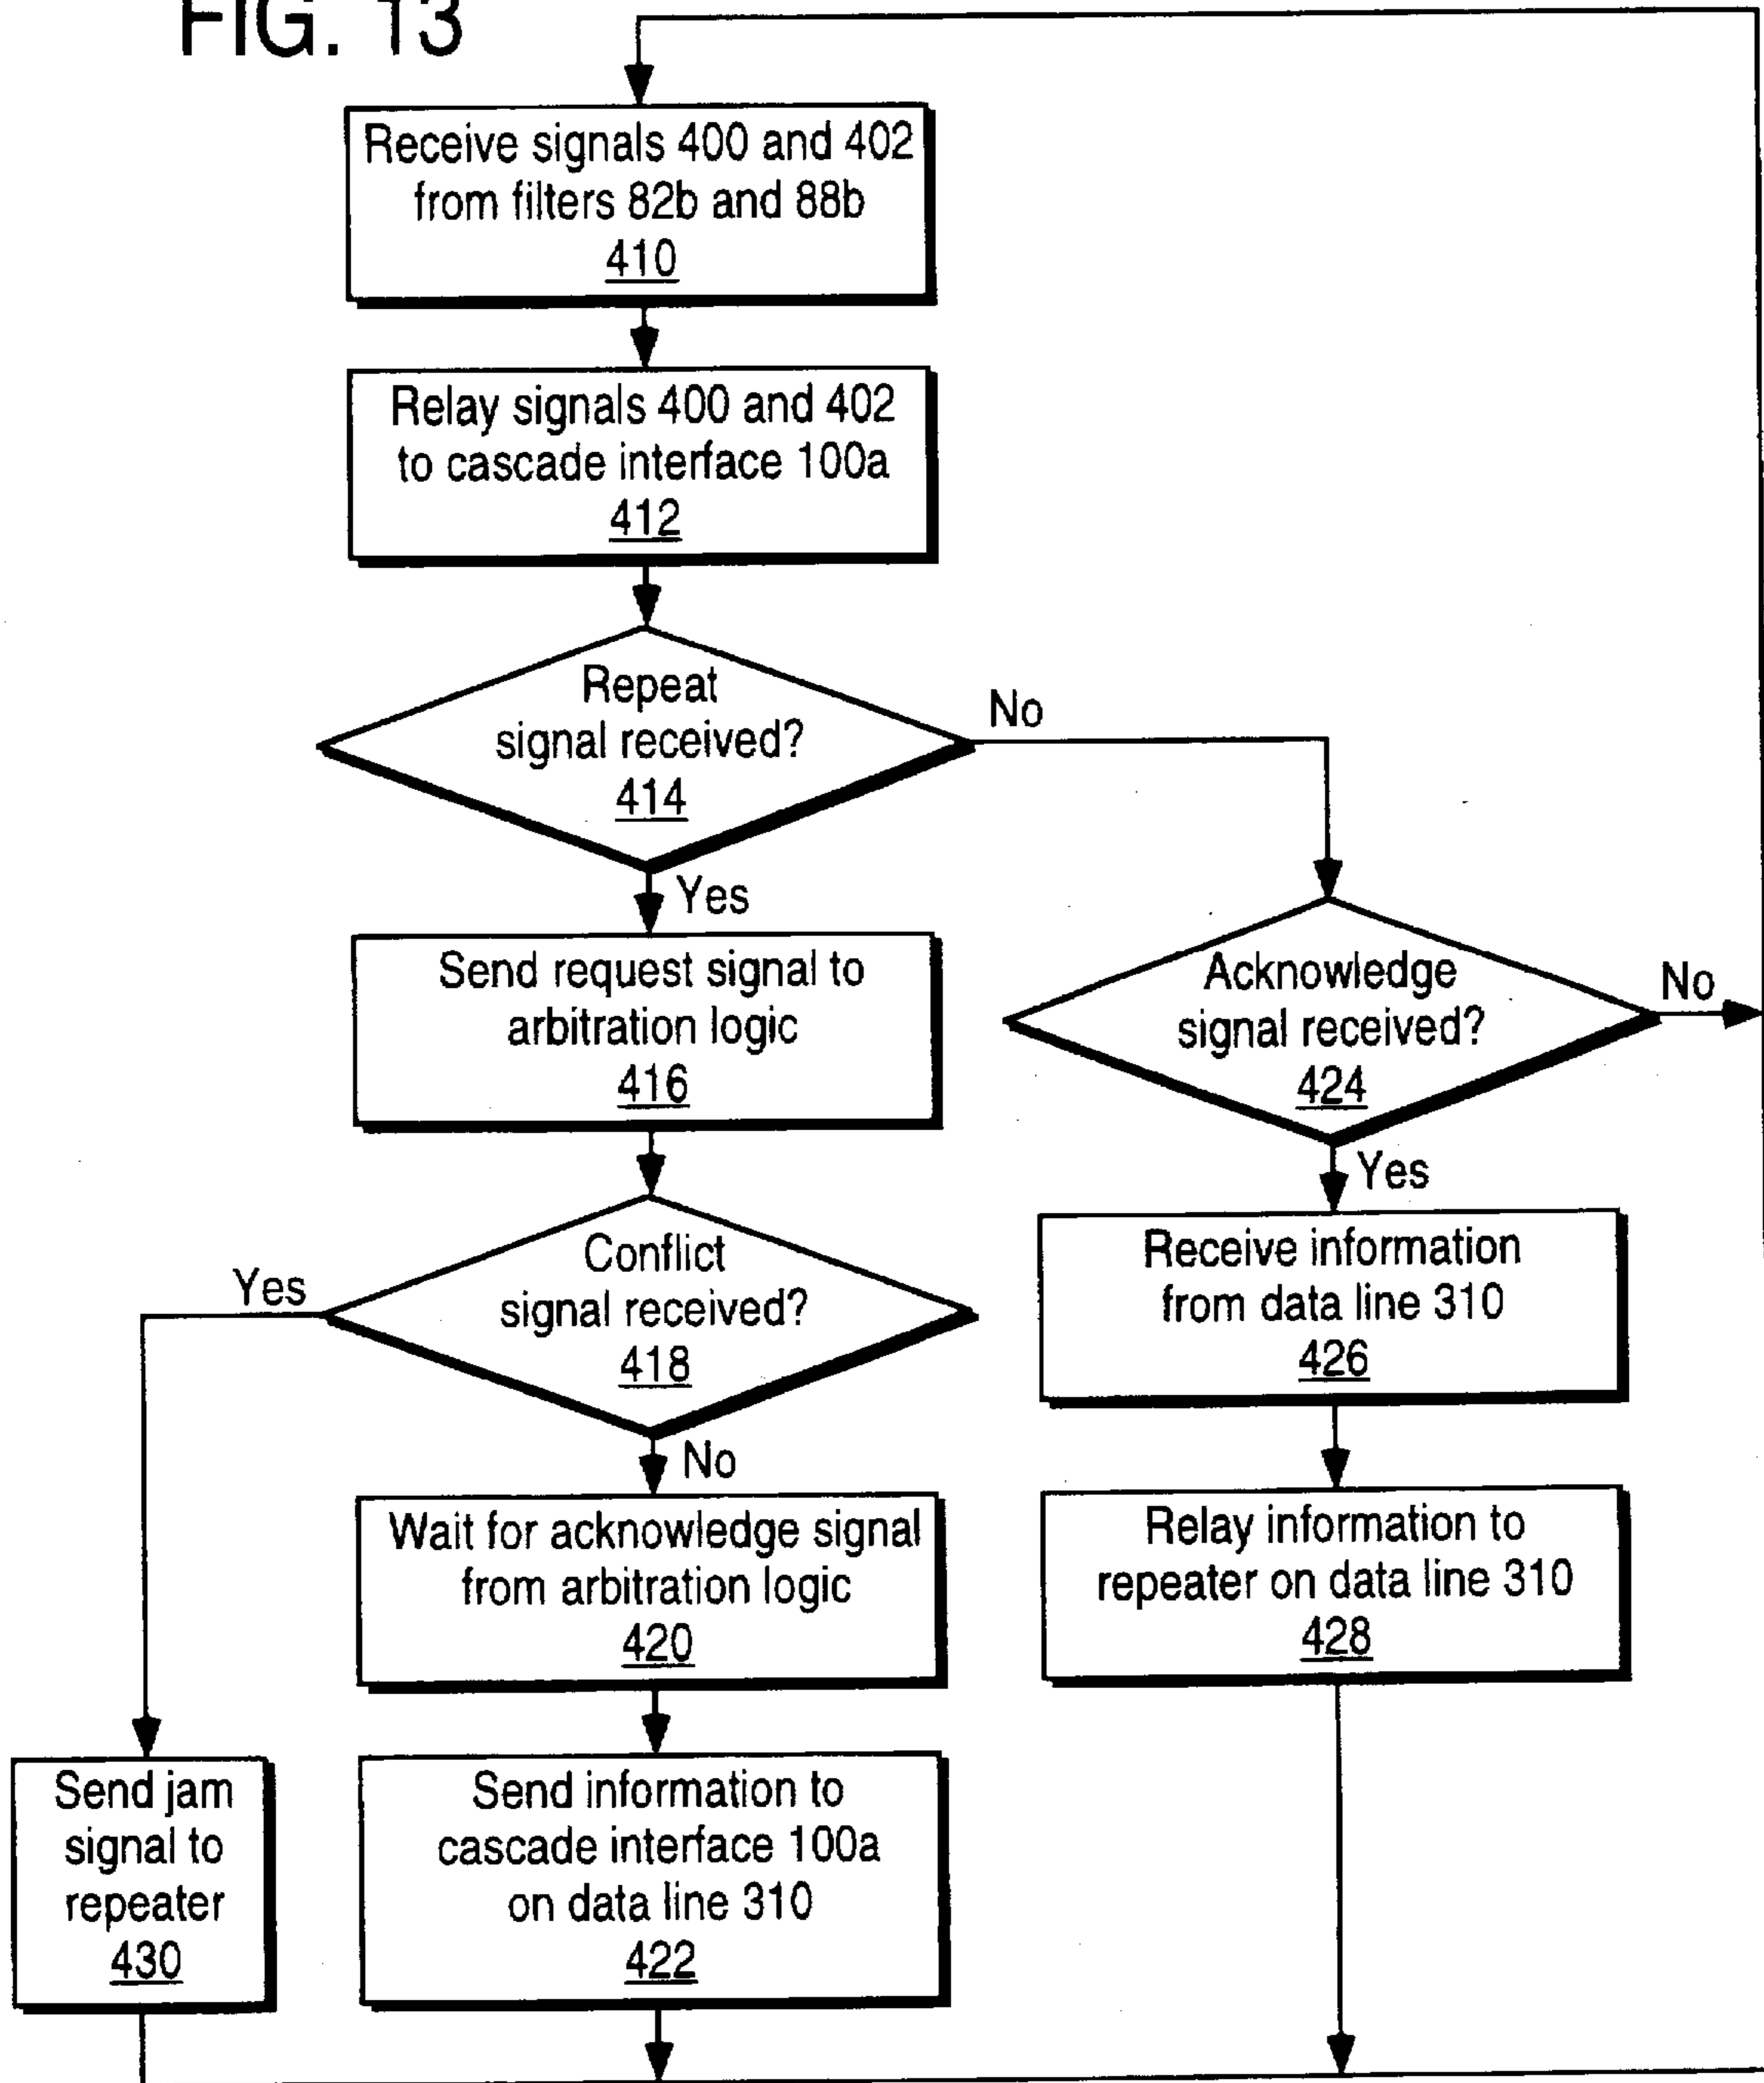 FIG. 13
Receive signals 400 and 402
from filters 82b and 88b
410
Relay signals 400 and 402
to cascade interface 100a
412
Repeat
signal received?
414
No
Yes
Send request signal to
arbitration logic
416
Acknowledge
signal received?
424
No
Yes
Conflict
signal received?
418
Yes
No
Receive information
from data line 310
426
Wait for acknowledge signal
from arbitration logic
420
Relay information to
repeater on data line 310
428
Send jam
signal to
repeater
430
Send information to
cascade interface 100a
on data line 310
422